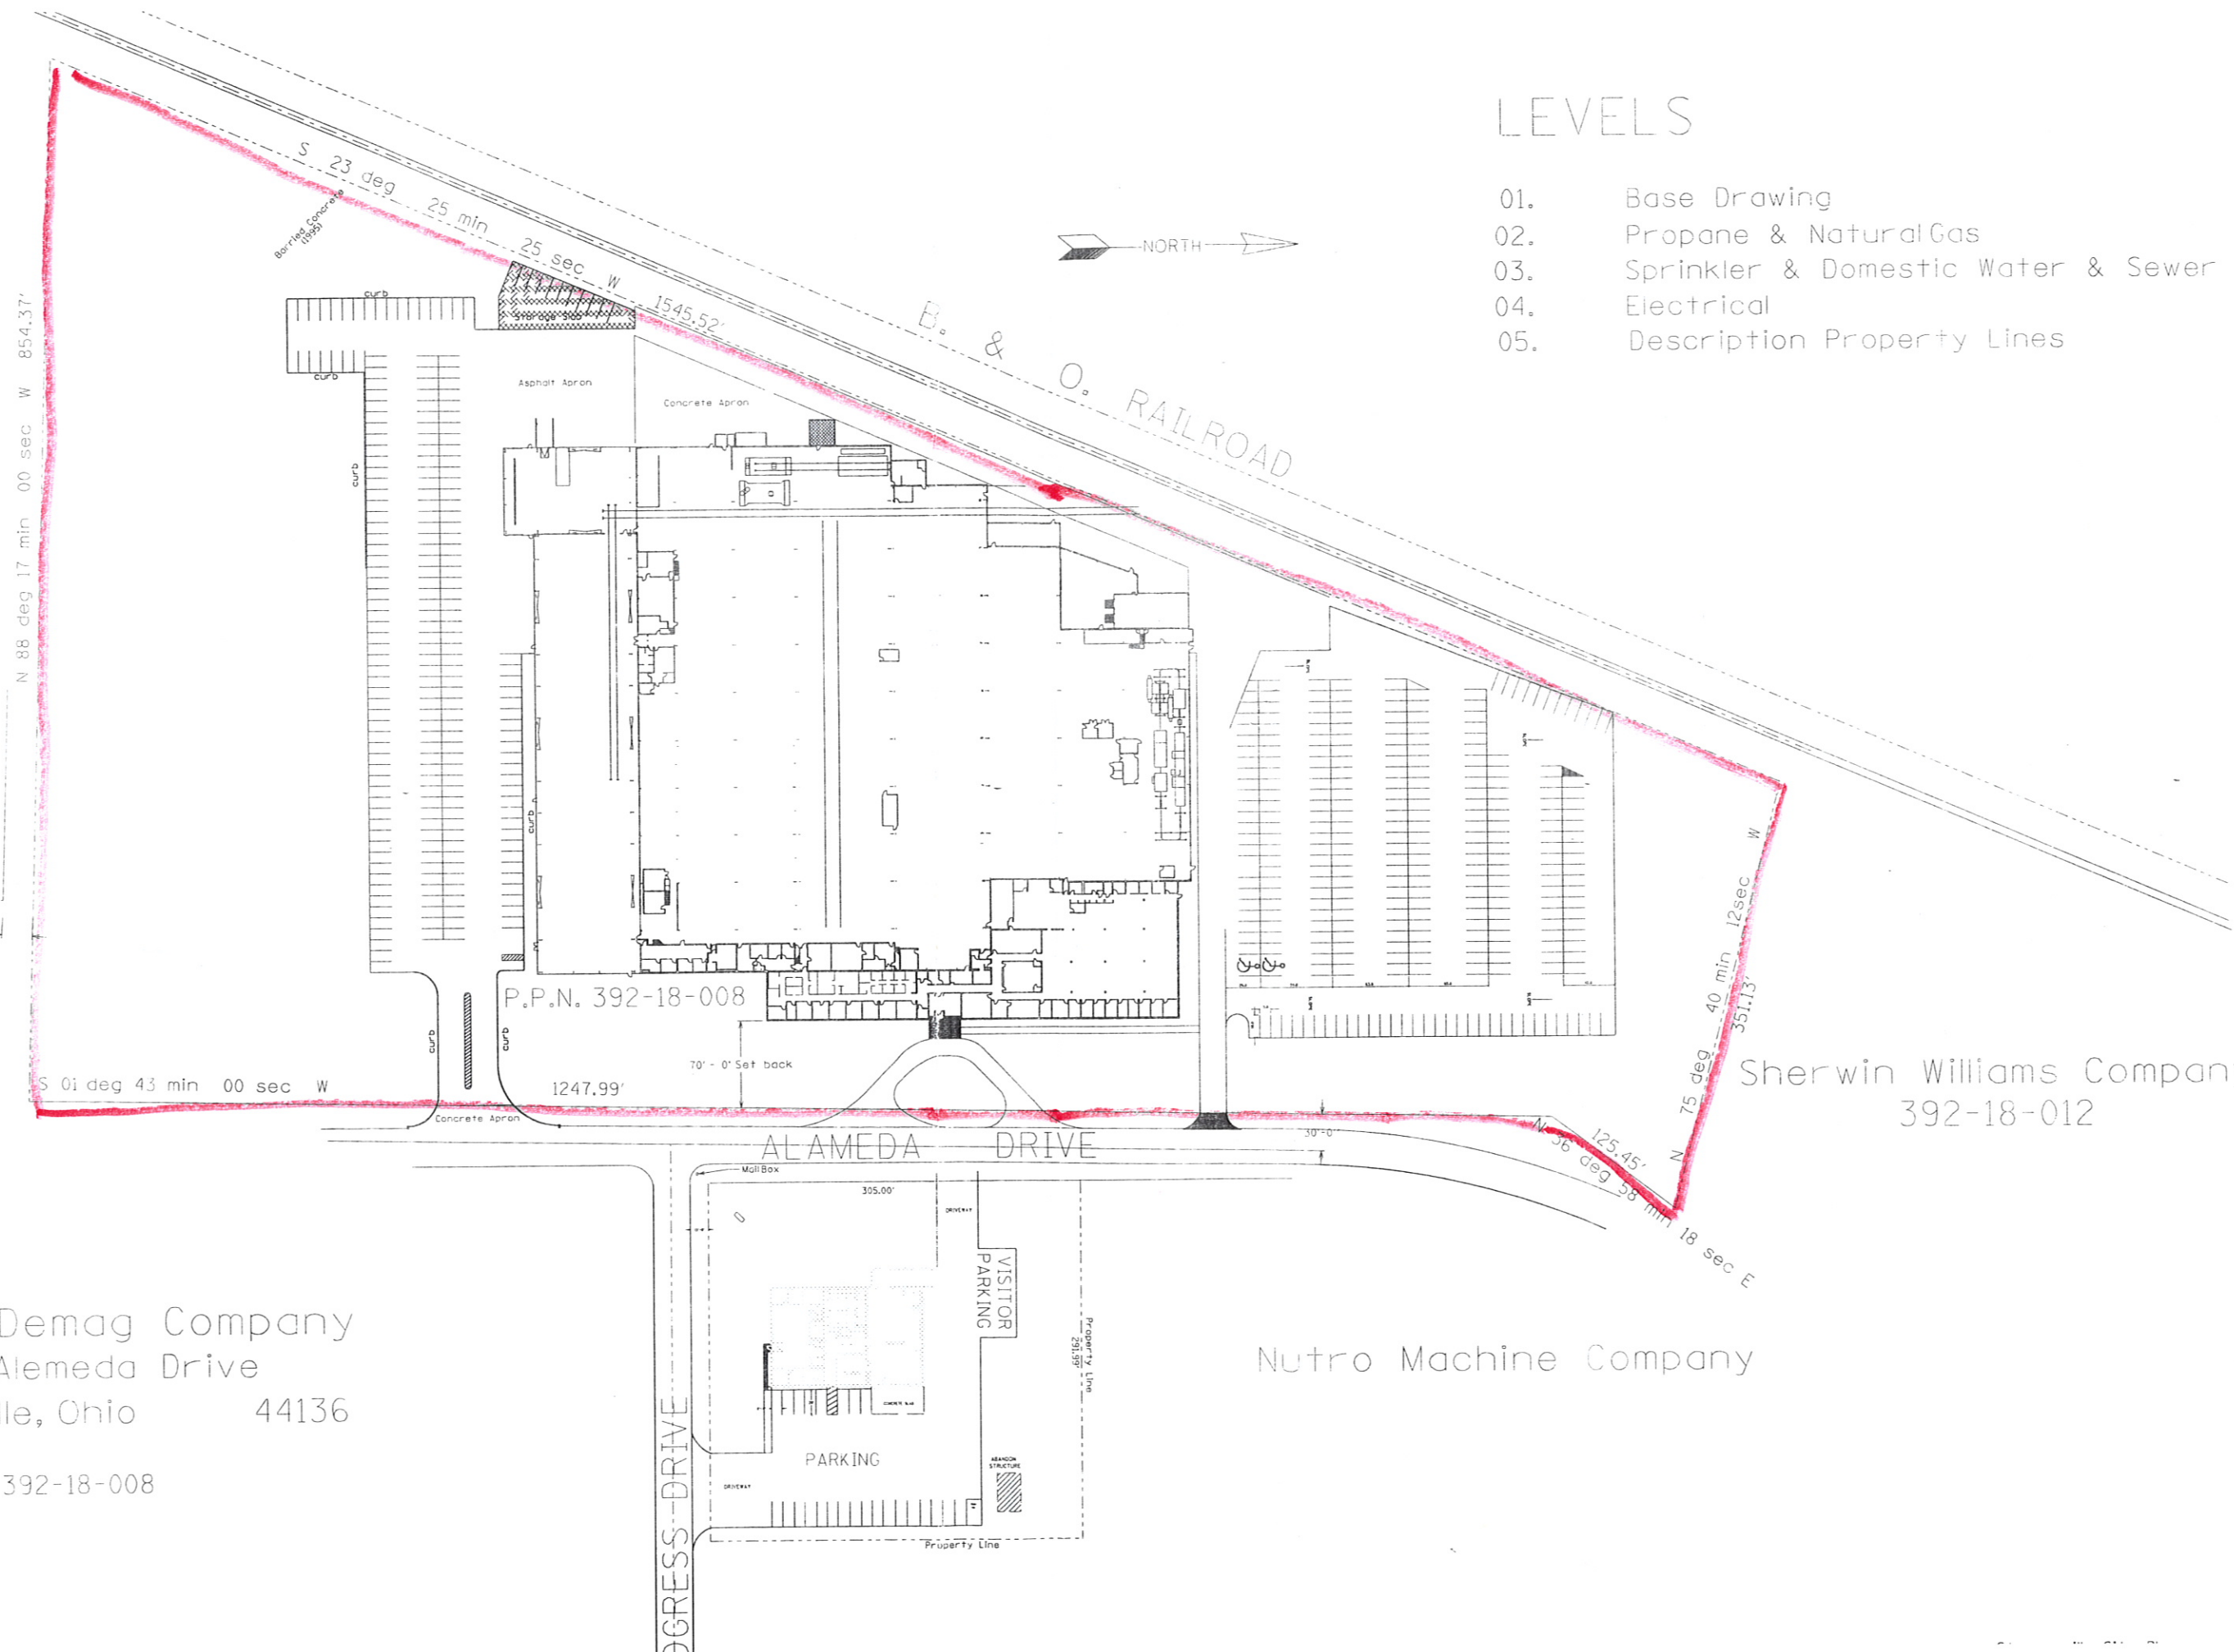 LEVELS
01. Base Drawing
02. Propane & Natural Gas
03. Sprinkler & Domestic Water & Sewer
04. Electrical
05. Description Property Lines
NORTH
B. & O. RAILROAD
S 23 deg 25 min 25 sec W 1545.52'
Barried Concrete
(1995)
N 88 deg 17 min 00 sec W 854.37'
curb
curb
Storage Slab
Asphalt Apron
Concrete Apron
curb
curb
P.P.N. 392-18-008
curb
curb
70' - 0' Set back
S 01 deg 43 min 00 sec W
1247.99'
Concrete Apron
ALAMEDA DRIVE
30'-0'
N 75 deg 40 min 12sec W
351.13'
N 36 deg 58 min 18 sec E
125.45'
Sherwin Williams Compan
392-18-012
Mail Box
305.00'
DRIVEWAY
VISITOR
PARKING
Property Line
291.99'
CONCRETE SLAB
PARKING
ABANDON
STRUCTURE
DRIVEWAY
Property Line
OGRESS DRIVE
Nutro Machine Company
Demag Company
Alemeda Drive
lle, Ohio 44136
392-18-008